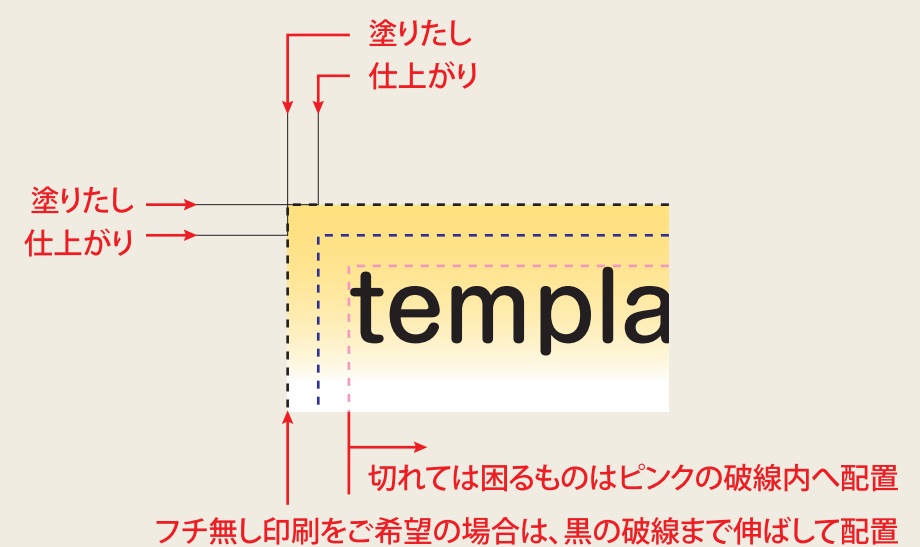 塗りたし
仕上がり
塗りたし
仕上がり
templa
切れては困るものはピンクの破線内へ配置
フチ無し印刷をご希望の場合は、黒の破線まで伸ばして配置